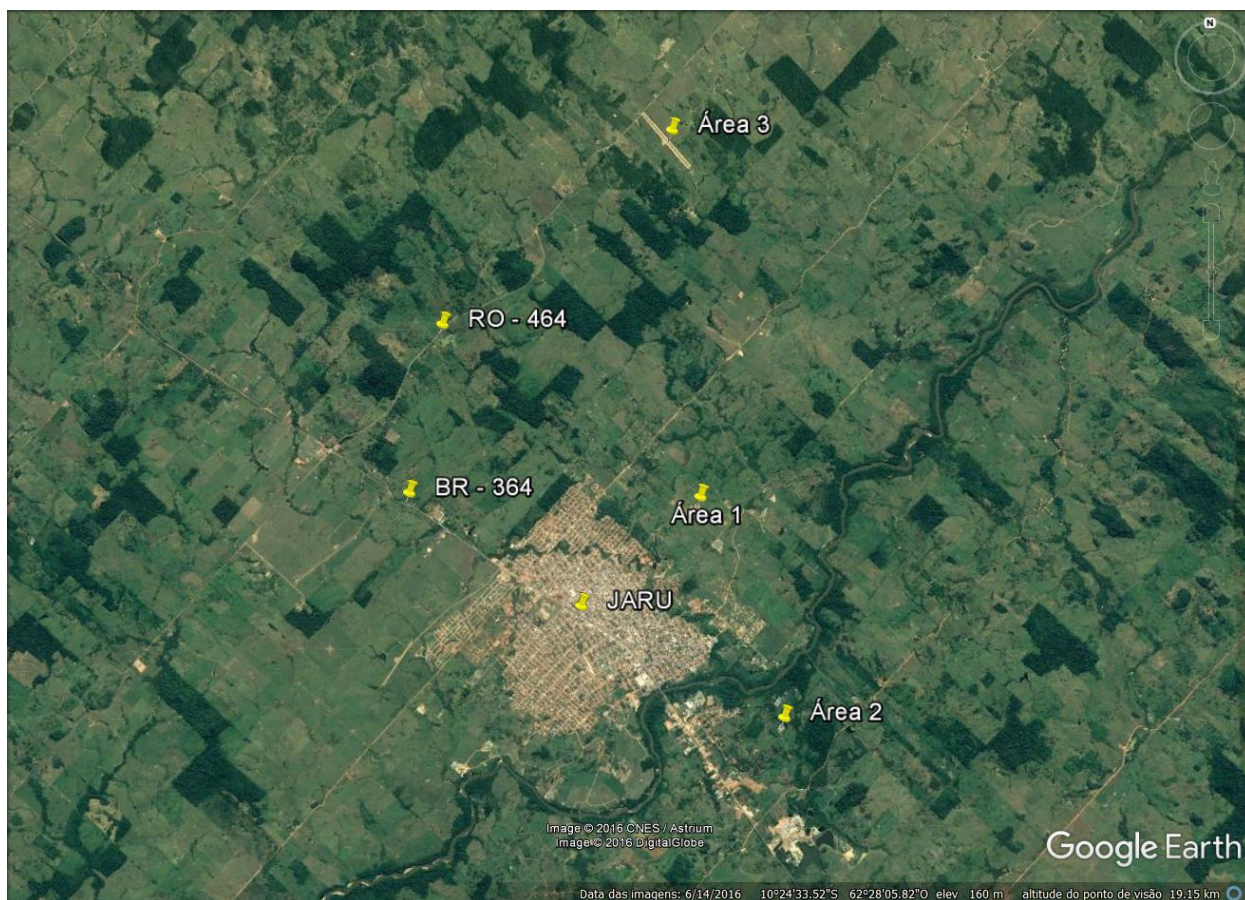 N
Área 3
RO - 464
BR - 364
Área 1
JARU
Área 2
Image © 2016 CNES / Astrium
Image © 2016 DigitalGlobe
Google Earth
Data das imagens: 6/14/2016 10°24'33.52"S 62°28'05.82"O elev 160 m altitude do ponto de visão 19.15 km